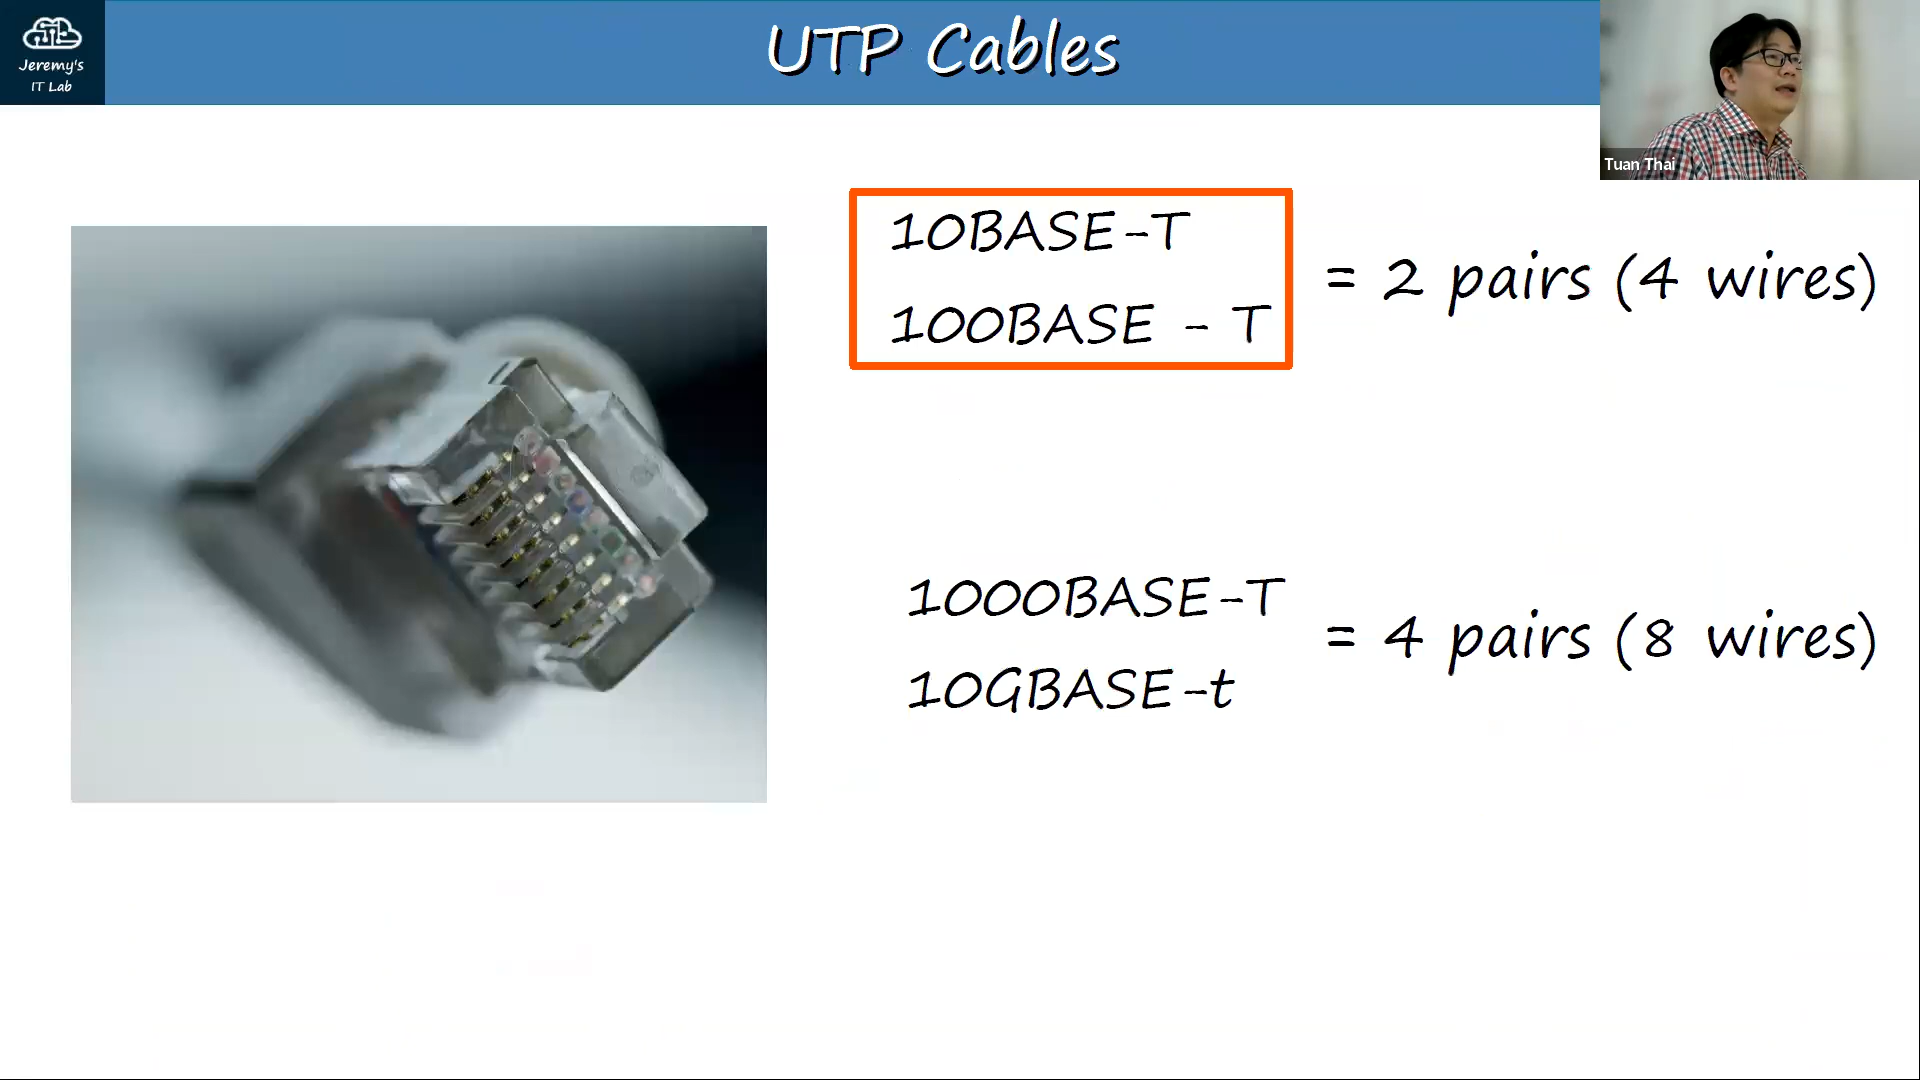 Jeremy's
IT Lab
UTP Cables
Tuan Thai
10BASE-T
100BASE - T
= 2 pairs (4 wires)
1000BASE-T
10GBASE-t
= 4 pairs (8 wires)